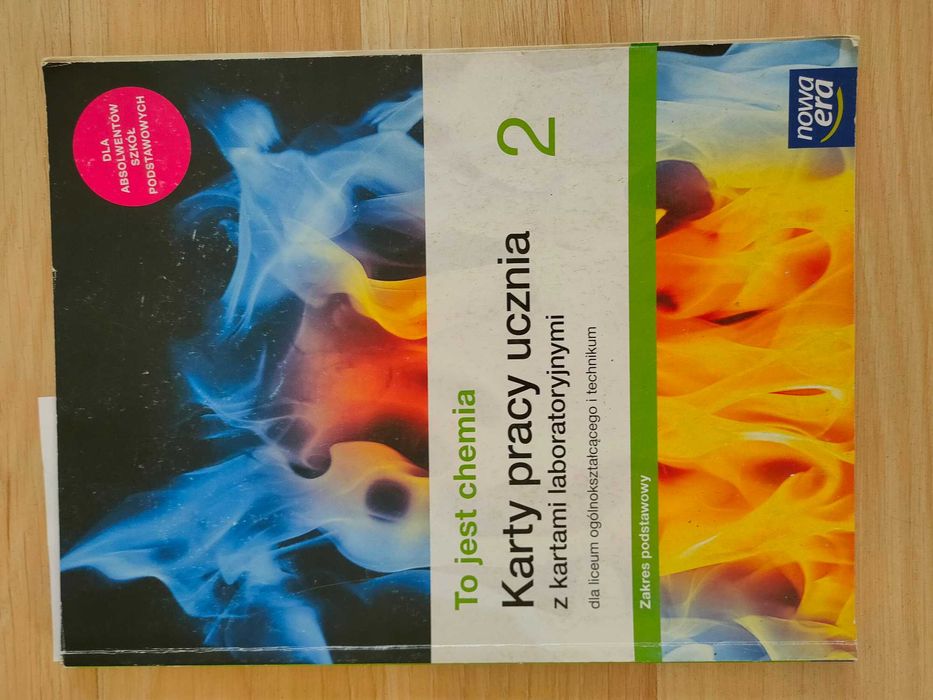 DLA
ABSOLWENTÓW
SZKÓŁ
PODSTAWOWYCH
To jest chemia
2
Karty pracy ucznia
z kartami laboratoryjnymi
dla liceum ogólnokształcącego i technikum
Zakres podstawowy
nowa
era